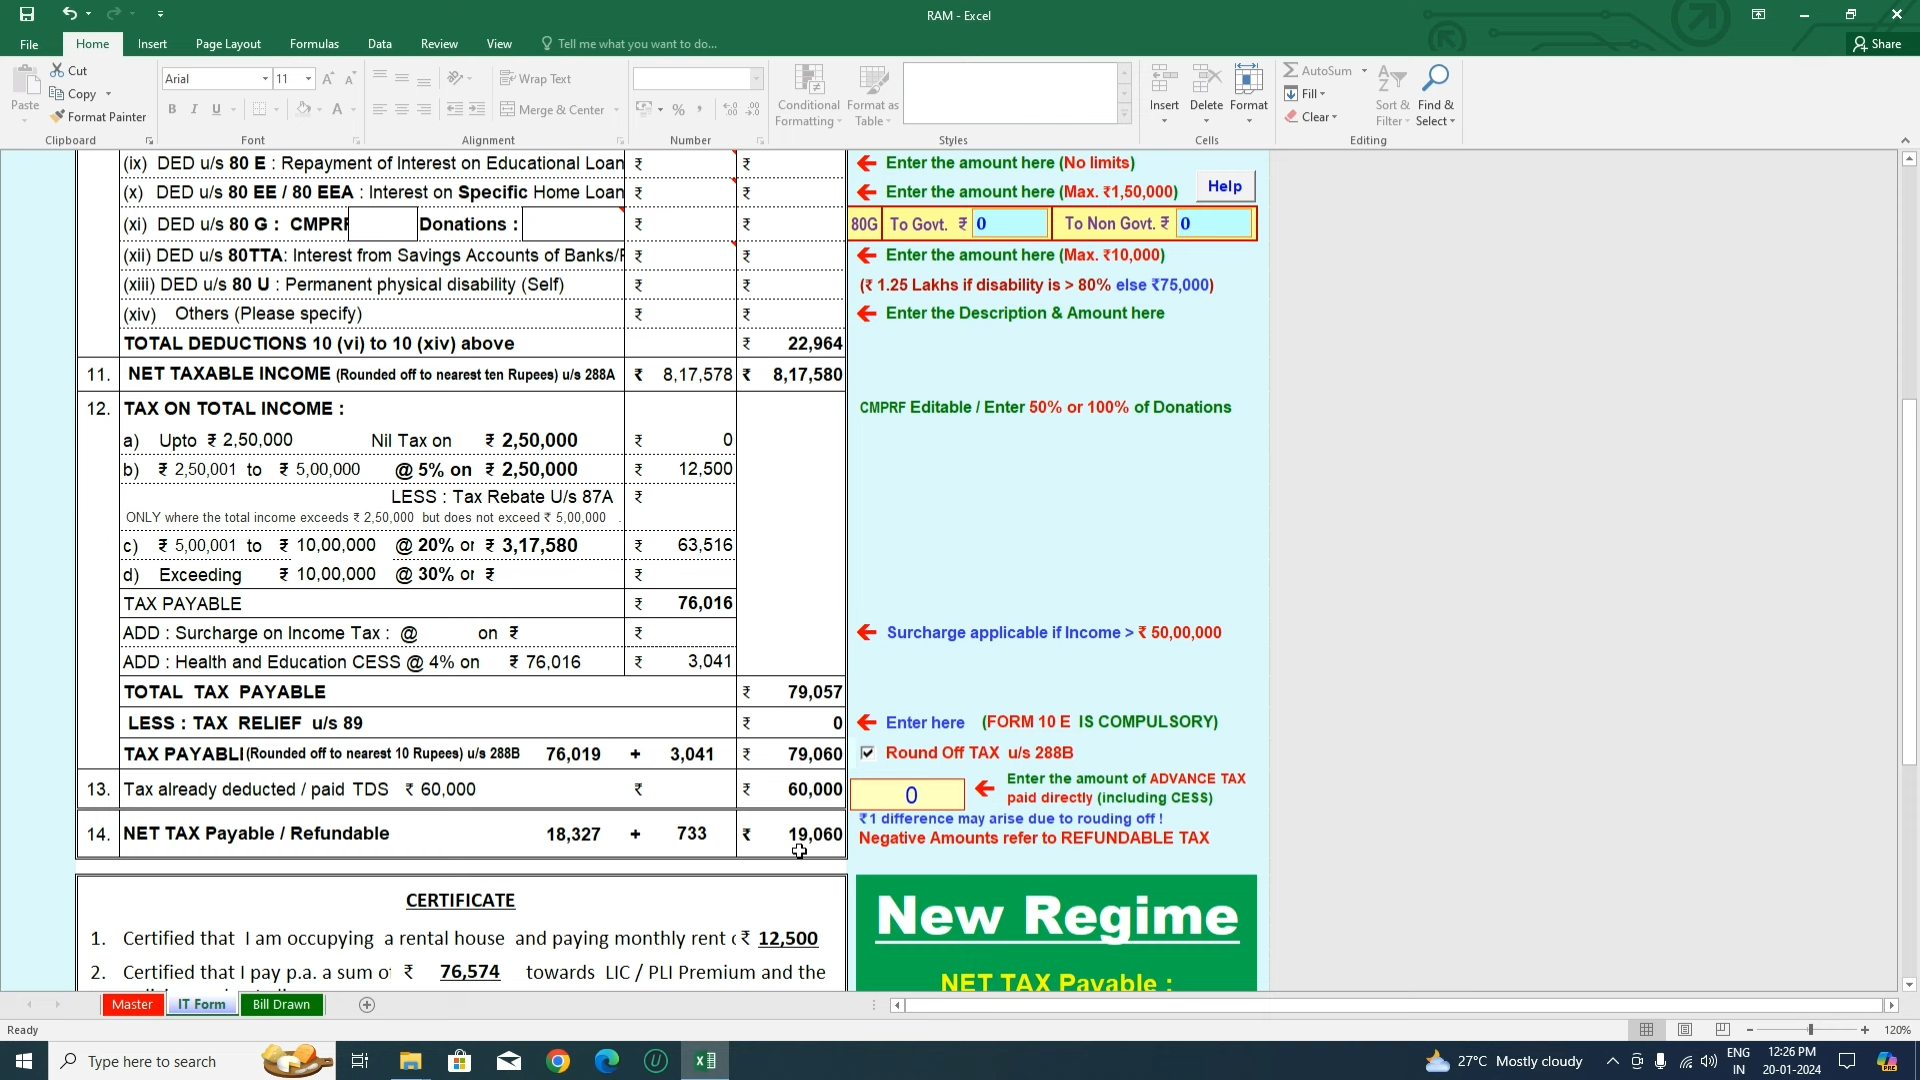 RAM - Excel
File Home Insert Page Layout Formulas Data Review View Tell me what you want to do... Share
Paste Cut Copy Format Painter Clipboard
Arial 11 B I U Font
Wrap Text Merge & Center Alignment
% Number
Conditional Formatting Format as Table Styles
Insert Delete Format Cells
AutoSum Fill Clear Sort & Filter Find & Select Editing
(ix) DED u/s 80 E : Repayment of Interest on Educational Loan ₹ ₹ Enter the amount here (No limits)
(x) DED u/s 80 EE / 80 EEA : Interest on Specific Home Loan ₹ ₹ Enter the amount here (Max. ₹1,50,000) Help
(xi) DED u/s 80 G : CMPRF Donations : ₹ ₹ 80G To Govt. ₹ 0 To Non Govt. ₹ 0
(xii) DED u/s 80TTA: Interest from Savings Accounts of Banks/ ₹ ₹ Enter the amount here (Max. ₹10,000)
(xiii) DED u/s 80 U : Permanent physical disability (Self) ₹ ₹ (₹ 1.25 Lakhs if disability is > 80% else ₹75,000)
(xiv) Others (Please specify) ₹ ₹ Enter the Description & Amount here
TOTAL DEDUCTIONS 10 (vi) to 10 (xiv) above ₹ 22,964
11. NET TAXABLE INCOME (Rounded off to nearest ten Rupees) u/s 288A ₹ 8,17,578 ₹ 8,17,580
12. TAX ON TOTAL INCOME : CMPRF Editable / Enter 50% or 100% of Donations
a) Upto ₹ 2,50,000 Nil Tax on ₹ 2,50,000 ₹ 0
b) ₹ 2,50,001 to ₹ 5,00,000 @ 5% on ₹ 2,50,000 ₹ 12,500
LESS : Tax Rebate U/s 87A ₹
ONLY where the total income exceeds ₹ 2,50,000 but does not exceed ₹ 5,00,000 .
c) ₹ 5,00,001 to ₹ 10,00,000 @ 20% or ₹ 3,17,580 ₹ 63,516
d) Exceeding ₹ 10,00,000 @ 30% or ₹ ₹
TAX PAYABLE ₹ 76,016
ADD : Surcharge on Income Tax : @ on ₹ ₹ Surcharge applicable if Income > ₹ 50,00,000
ADD : Health and Education CESS @ 4% on ₹ 76,016 ₹ 3,041
TOTAL TAX PAYABLE ₹ 79,057
LESS : TAX RELIEF u/s 89 ₹ 0 Enter here (FORM 10 E IS COMPULSORY)
TAX PAYABLI (Rounded off to nearest 10 Rupees) u/s 288B 76,019 + 3,041 ₹ 79,060 Round Off TAX u/s 288B
13. Tax already deducted / paid TDS ₹ 60,000 ₹ ₹ 60,000 0 Enter the amount of ADVANCE TAX
paid directly (including CESS)
₹1 difference may arise due to rouding off !
14. NET TAX Payable / Refundable 18,327 + 733 ₹ 19,060 Negative Amounts refer to REFUNDABLE TAX
CERTIFICATE
1. Certified that I am occupying a rental house and paying monthly rent ₹ 12,500
2. Certified that I pay p.a. a sum of ₹ 76,574 towards LIC / PLI Premium and the
New Regime
NET TAX Payable :
Master IT Form Bill Drawn
Ready 120%
Type here to search 27°C Mostly cloudy ENG IN 12:26 PM 20-01-2024